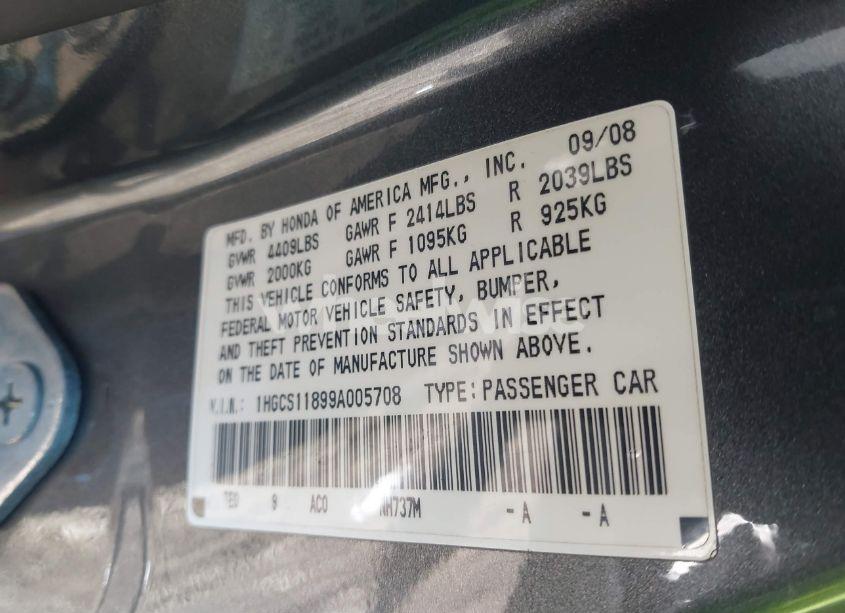 MFD. BY HONDA OF AMERICA MFG., INC. 09/08
GVWR 4409LBS GAWR F 2414LBS R 2039LBS
GVWR 2000KG GAWR F 1095KG R 925KG
THIS VEHICLE CONFORMS TO ALL APPLICABLE
FEDERAL MOTOR VEHICLE SAFETY, BUMPER,
AND THEFT PREVENTION STANDARDS IN EFFECT
ON THE DATE OF MANUFACTURE SHOWN ABOVE.
V.I.N.: 1HGCS11899A005708 TYPE:PASSENGER CAR
TE0 9 AC0 NH737M -A -A